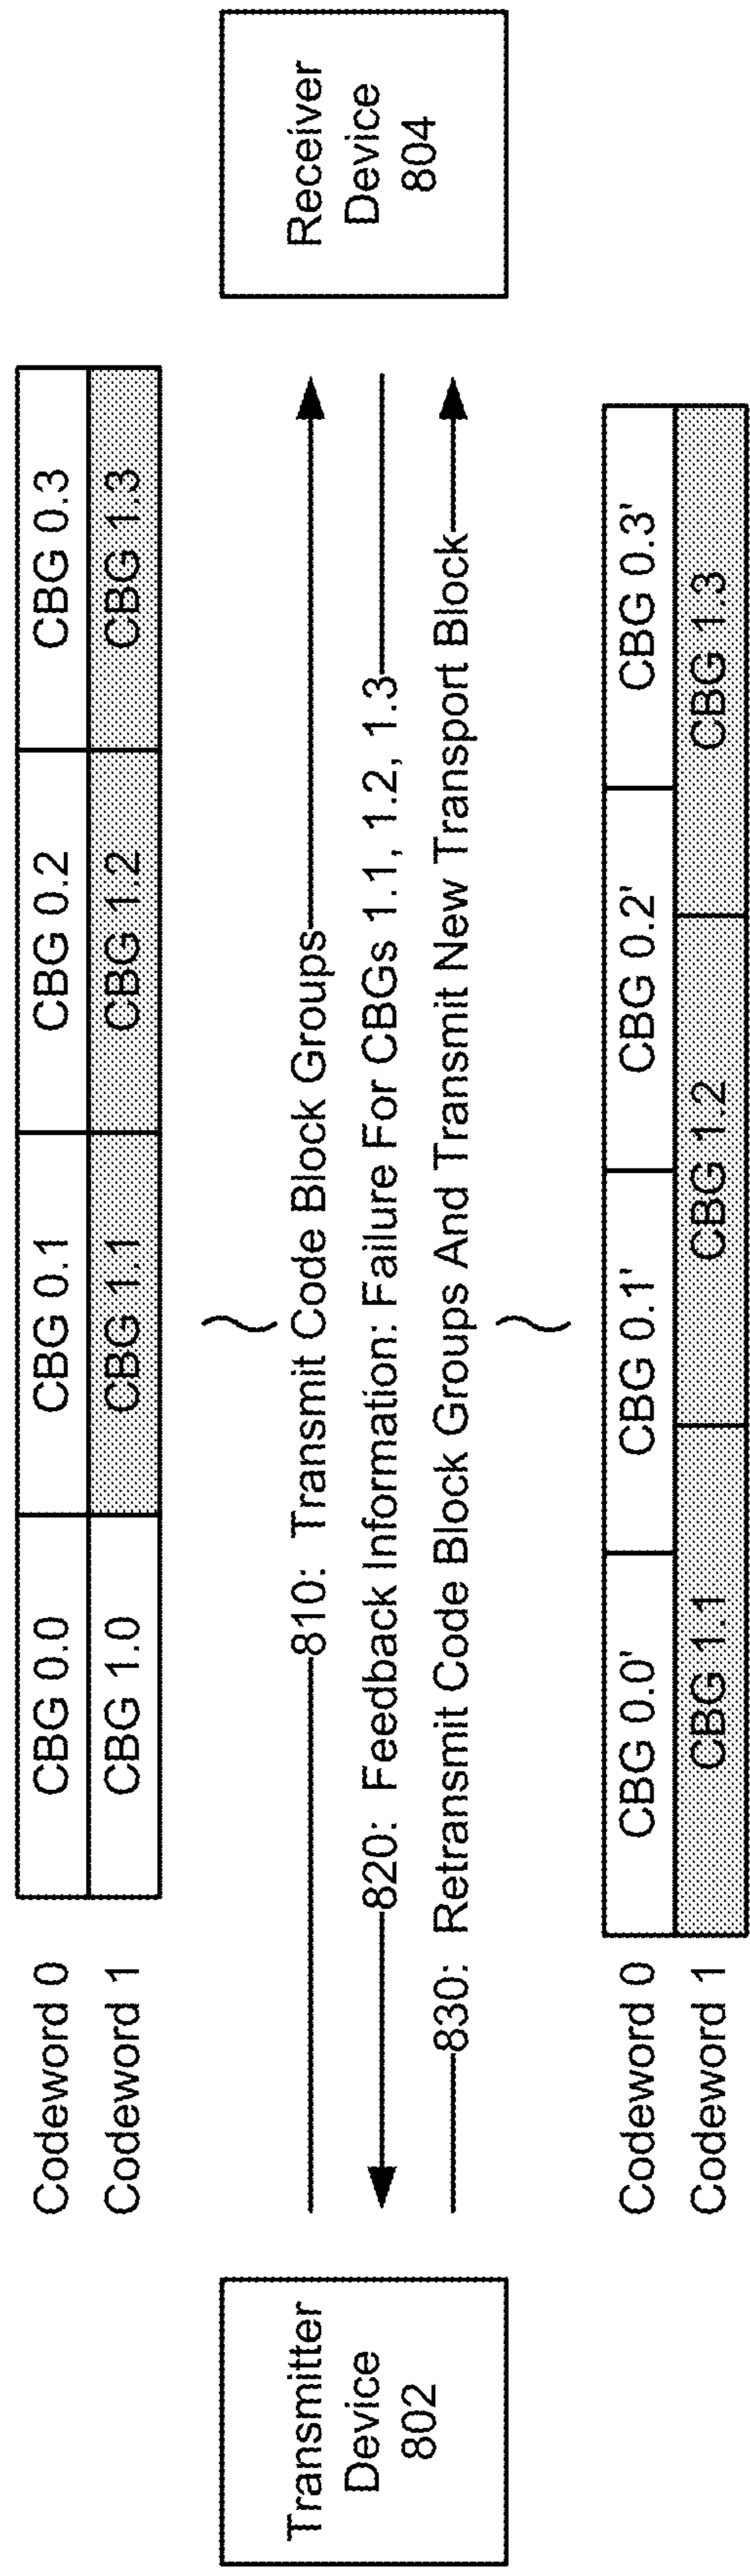 Codeword 0
CBG 0.0
CBG 0.1
CBG 0.2
CBG 0.3
Codeword 1
CBG 1.0
CBG 1.1
CBG 1.2
CBG 1.3
Transmitter
Device
802
810: Transmit Code Block Groups
820: Feedback Information: Failure For CBGs 1.1, 1.2, 1.3
830: Retransmit Code Block Groups And Transmit New Transport Block
Receiver
Device
804
Codeword 0
CBG 0.0'
CBG 0.1'
CBG 0.2'
CBG 0.3'
Codeword 1
CBG 1.1
CBG 1.2
CBG 1.3